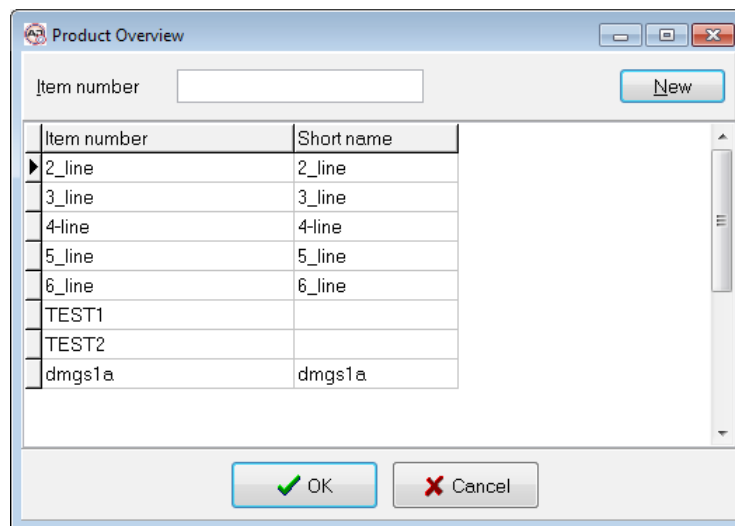 Product Overview
Item number
New
Item number Short name
2_line 2_line
3_line 3_line
4-line 4-line
5_line 5_line
6_line 6_line
TEST1
TEST2
dmgs1a dmgs1a
OK Cancel